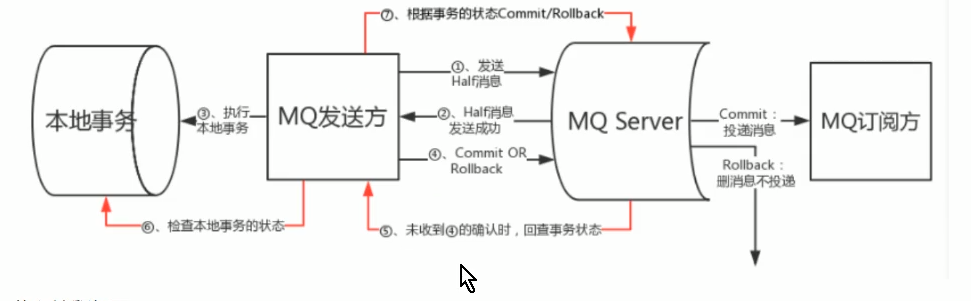 ⑦、根据事务的状态Commit/Rollback
本地事务
③、执行
本地事务
MQ发送方
①、发送
Half消息
②、Half消息
发送成功
④、Commit OR
Rollback
MQ Server
Commit：
投递消息
Rollback：
删消息不投递
MQ订阅方
⑥、检查本地事务的状态
⑤、未收到④的确认时，回查事务状态